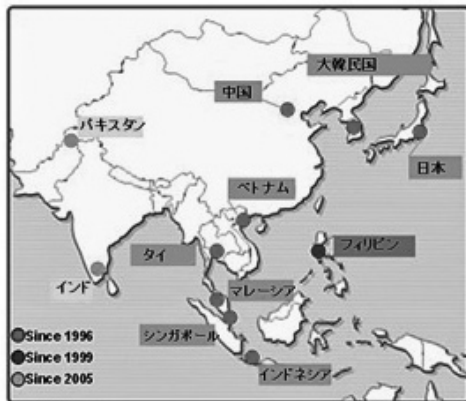 大韓民国
中国
パキスタン
日本
ベトナム
タイ
フィリピン
インド
マレーシア
シンガポール
インドネシア
Since 1996
Since 1999
Since 2005